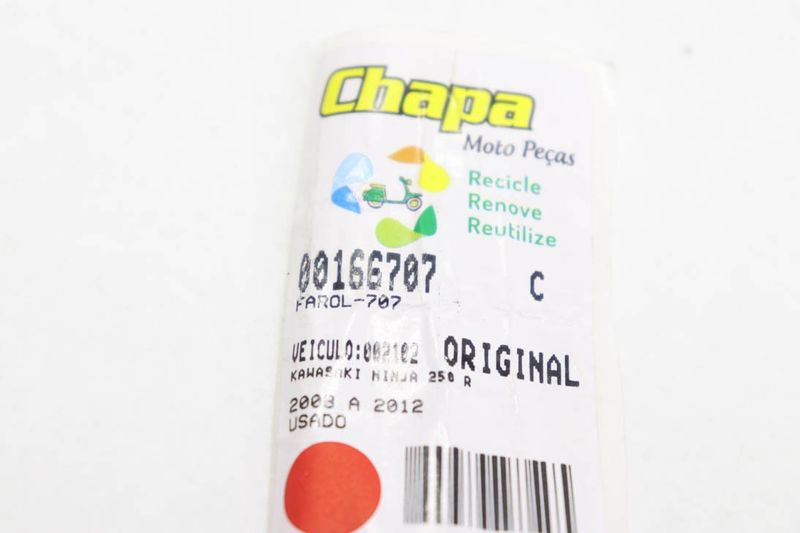 Chapa
Moto Peças
Recicle
Renove
Reutilize
00166707 C
FAROL-707
VEICULO:002102 ORIGINAL
KAWASAKI NINJA 250 R
2008 A 2012
USADO